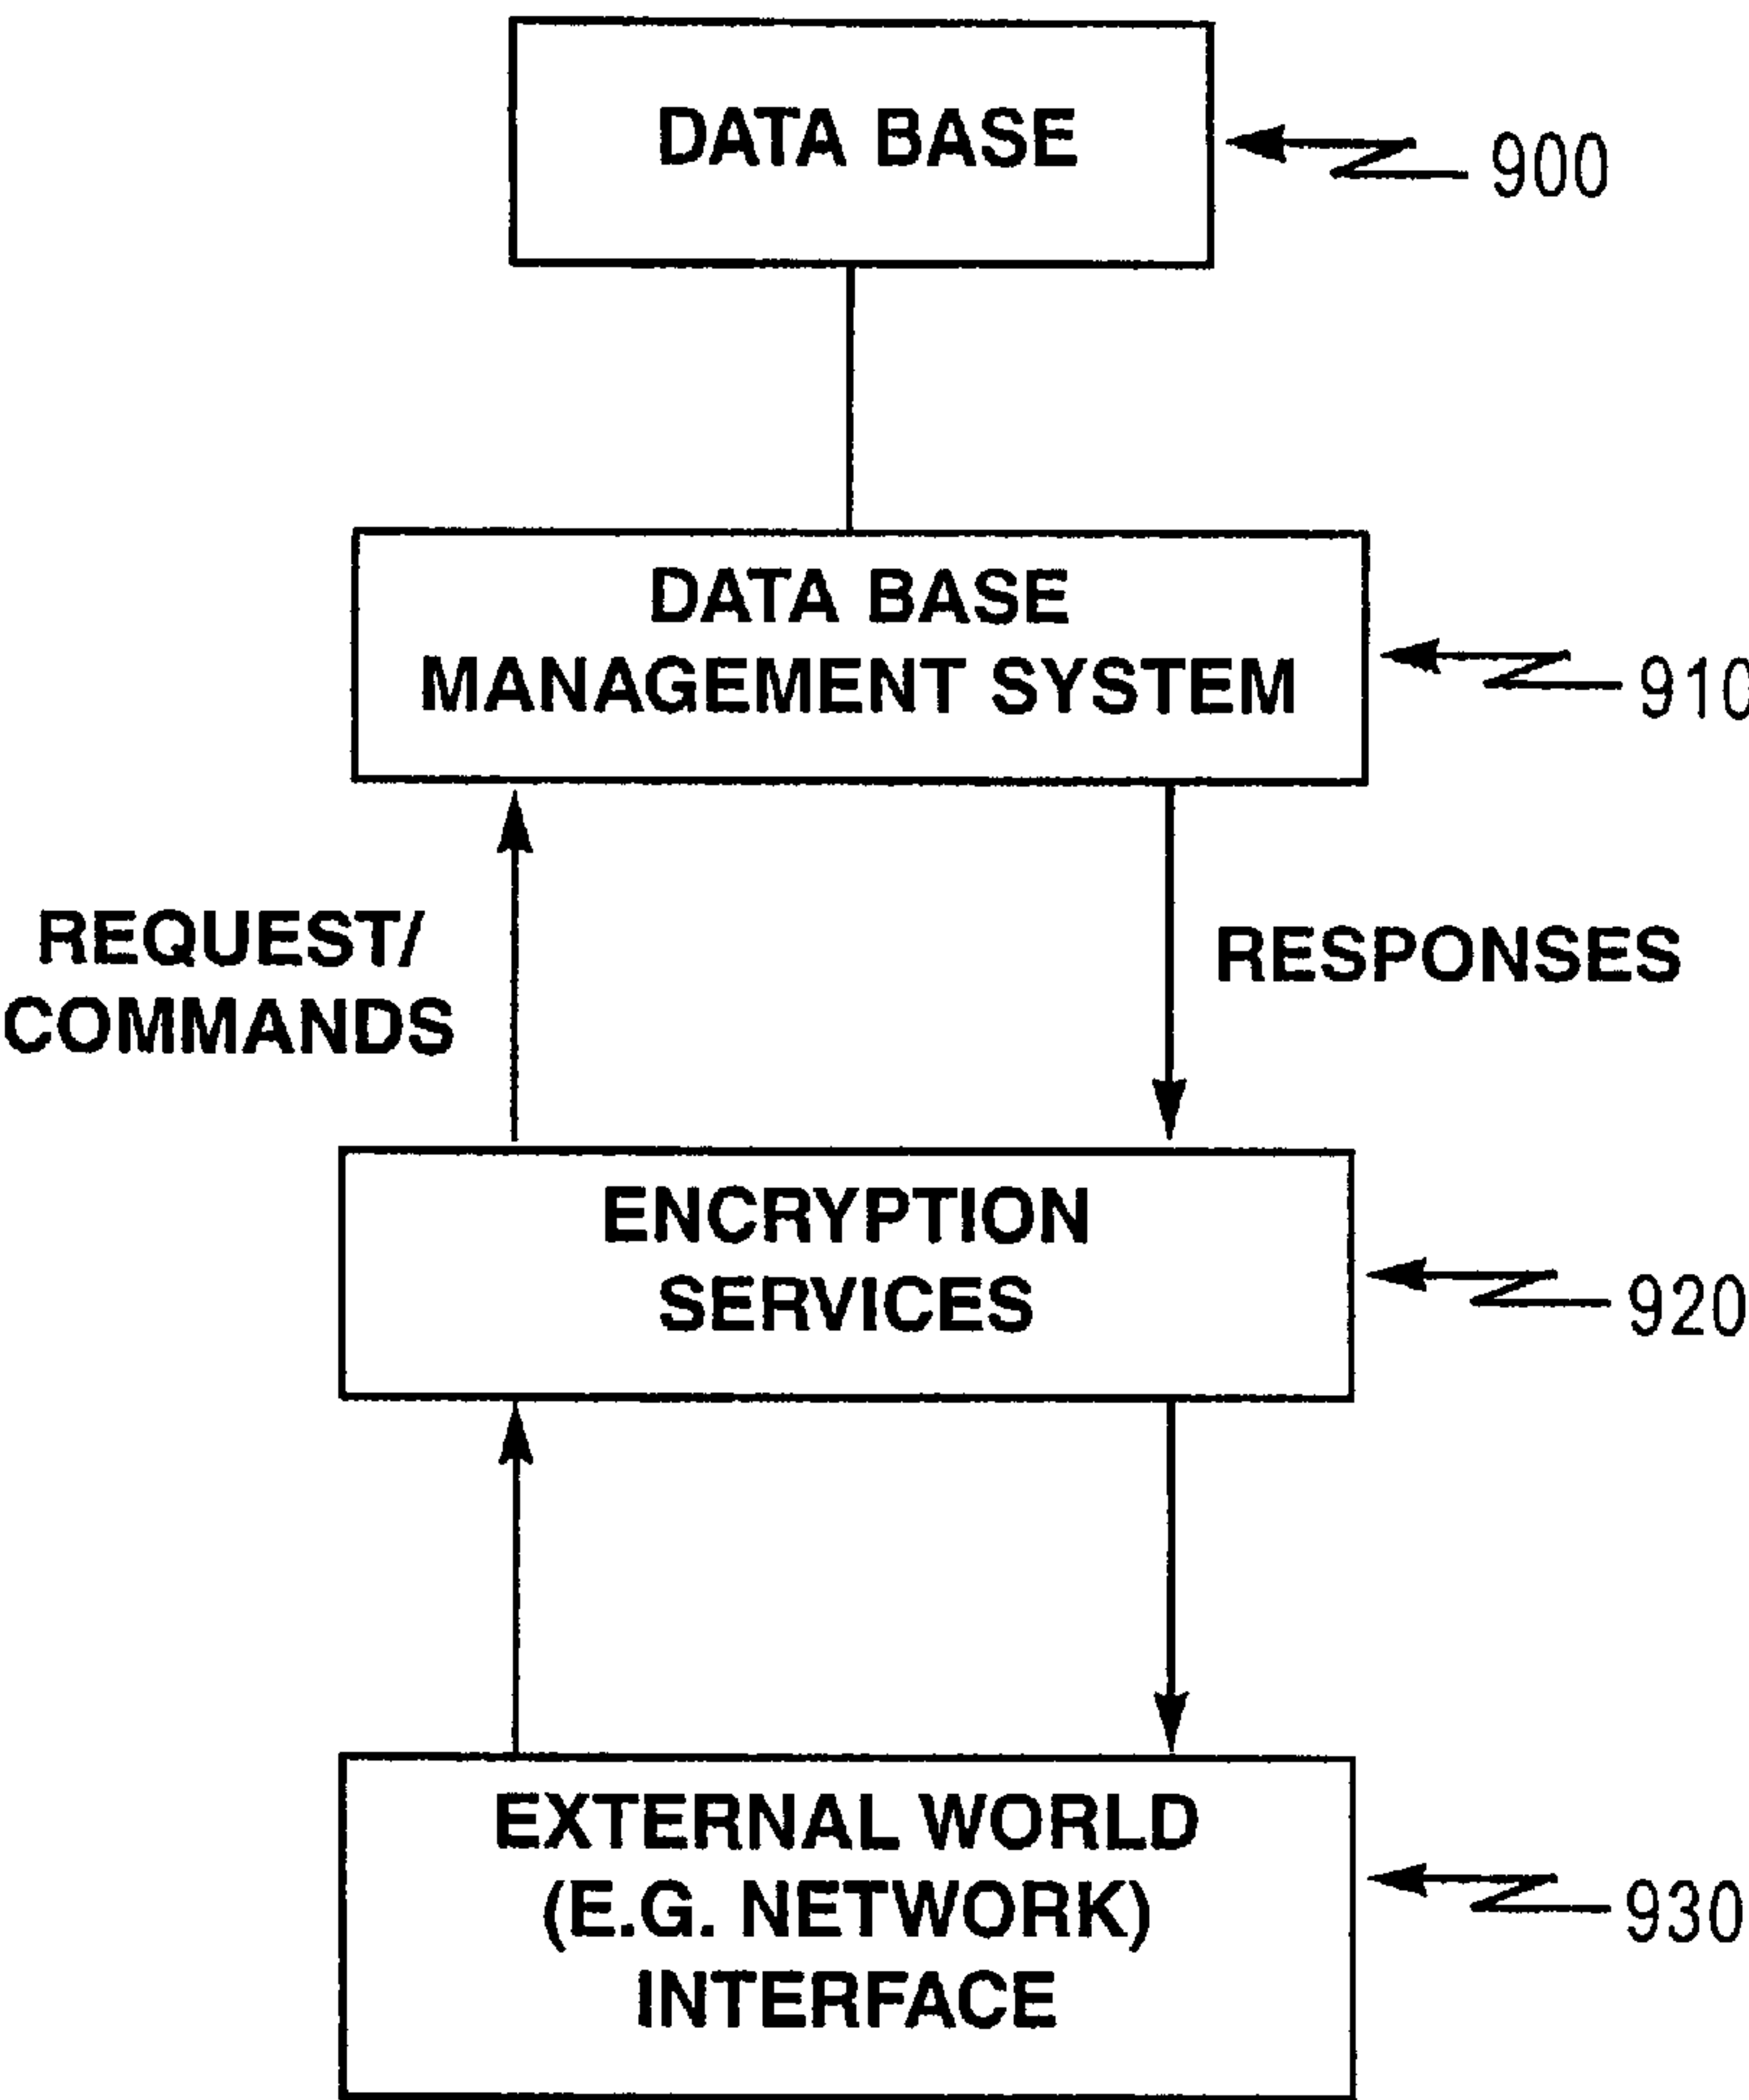 DATA BASE
900
DATA BASE
MANAGEMENT SYSTEM
910
REQUEST/
COMMANDS
RESPONSES
ENCRYPTION
SERVICES
920
EXTERNAL WORLD
(E.G. NETWORK)
INTERFACE
930